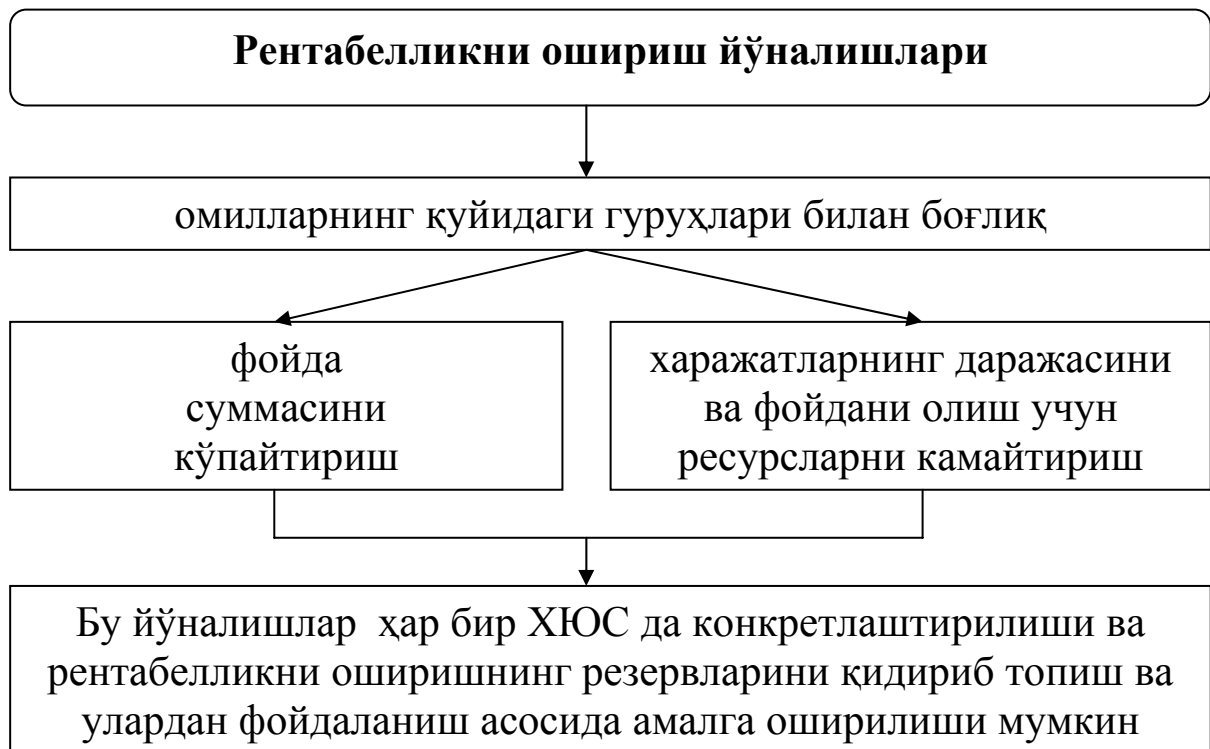 Рентабелликни ошириш йўналишлари
омилларнинг қуйидаги гуруҳлари билан боғлиқ
фойда
суммасини
кўпайтириш
харажатларнинг даражасини
ва фойдани олиш учун
ресурсларни камайтириш
Бу йўналишлар ҳар бир ХЮС да конкретлаштирилиши ва
рентабелликни оширишнинг резервларини қидириб топиш ва
улардан фойдаланиш асосида амалга оширилиши мумкин